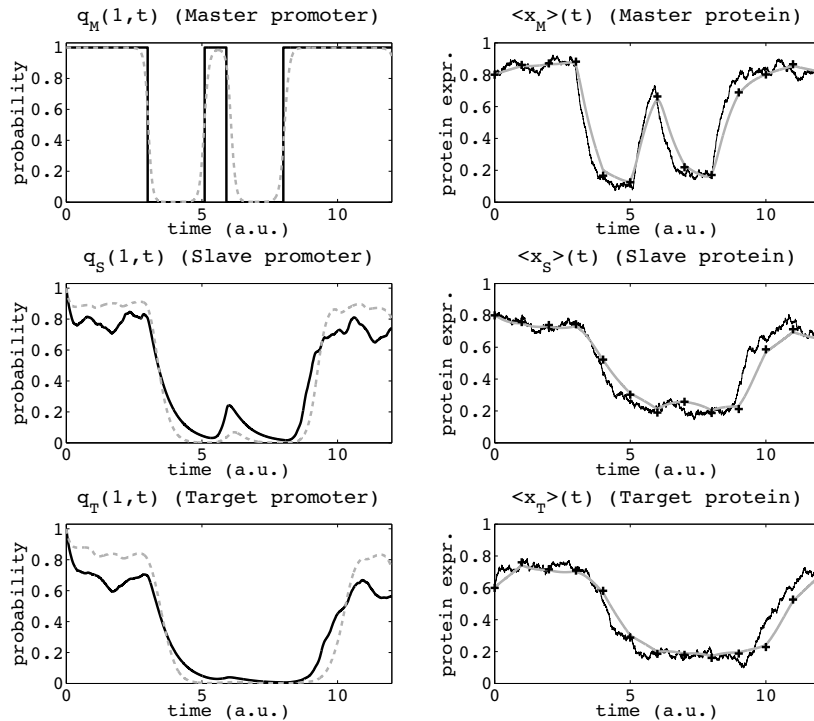 q_M(1,t) (Master promoter)
probability
1
0.8
0.6
0.4
0.2
0
0 5 10
time (a.u.)
<x_M>(t) (Master protein)
protein expr.
1
0.8
0.6
0.4
0.2
0
0 5 10
time (a.u.)
q_S(1,t) (Slave promoter)
probability
1
0.8
0.6
0.4
0.2
0
0 5 10
time (a.u.)
<x_S>(t) (Slave protein)
protein expr.
1
0.8
0.6
0.4
0.2
0
0 5 10
time (a.u.)
q_T(1,t) (Target promoter)
probability
1
0.8
0.6
0.4
0.2
0
0 5 10
time (a.u.)
<x_T>(t) (Target protein)
protein expr.
1
0.8
0.6
0.4
0.2
0
0 5 10
time (a.u.)